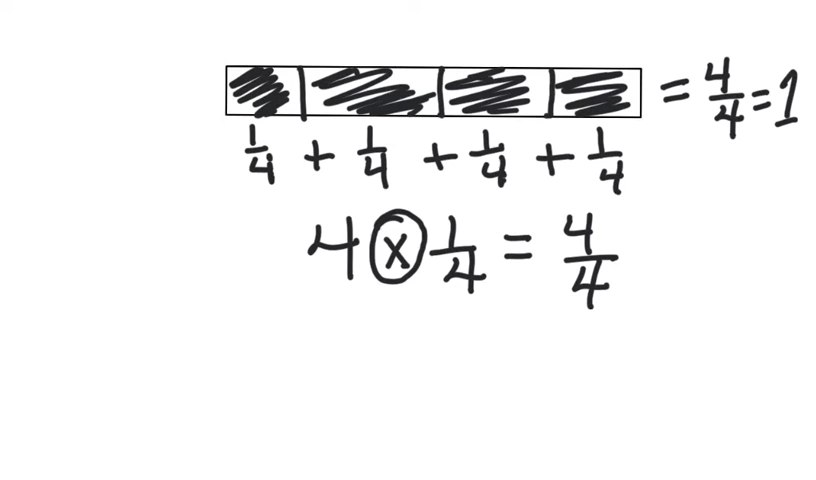 = 4/4 = 1
1/4 + 1/4 + 1/4 + 1/4
4 x 1/4 = 4/4